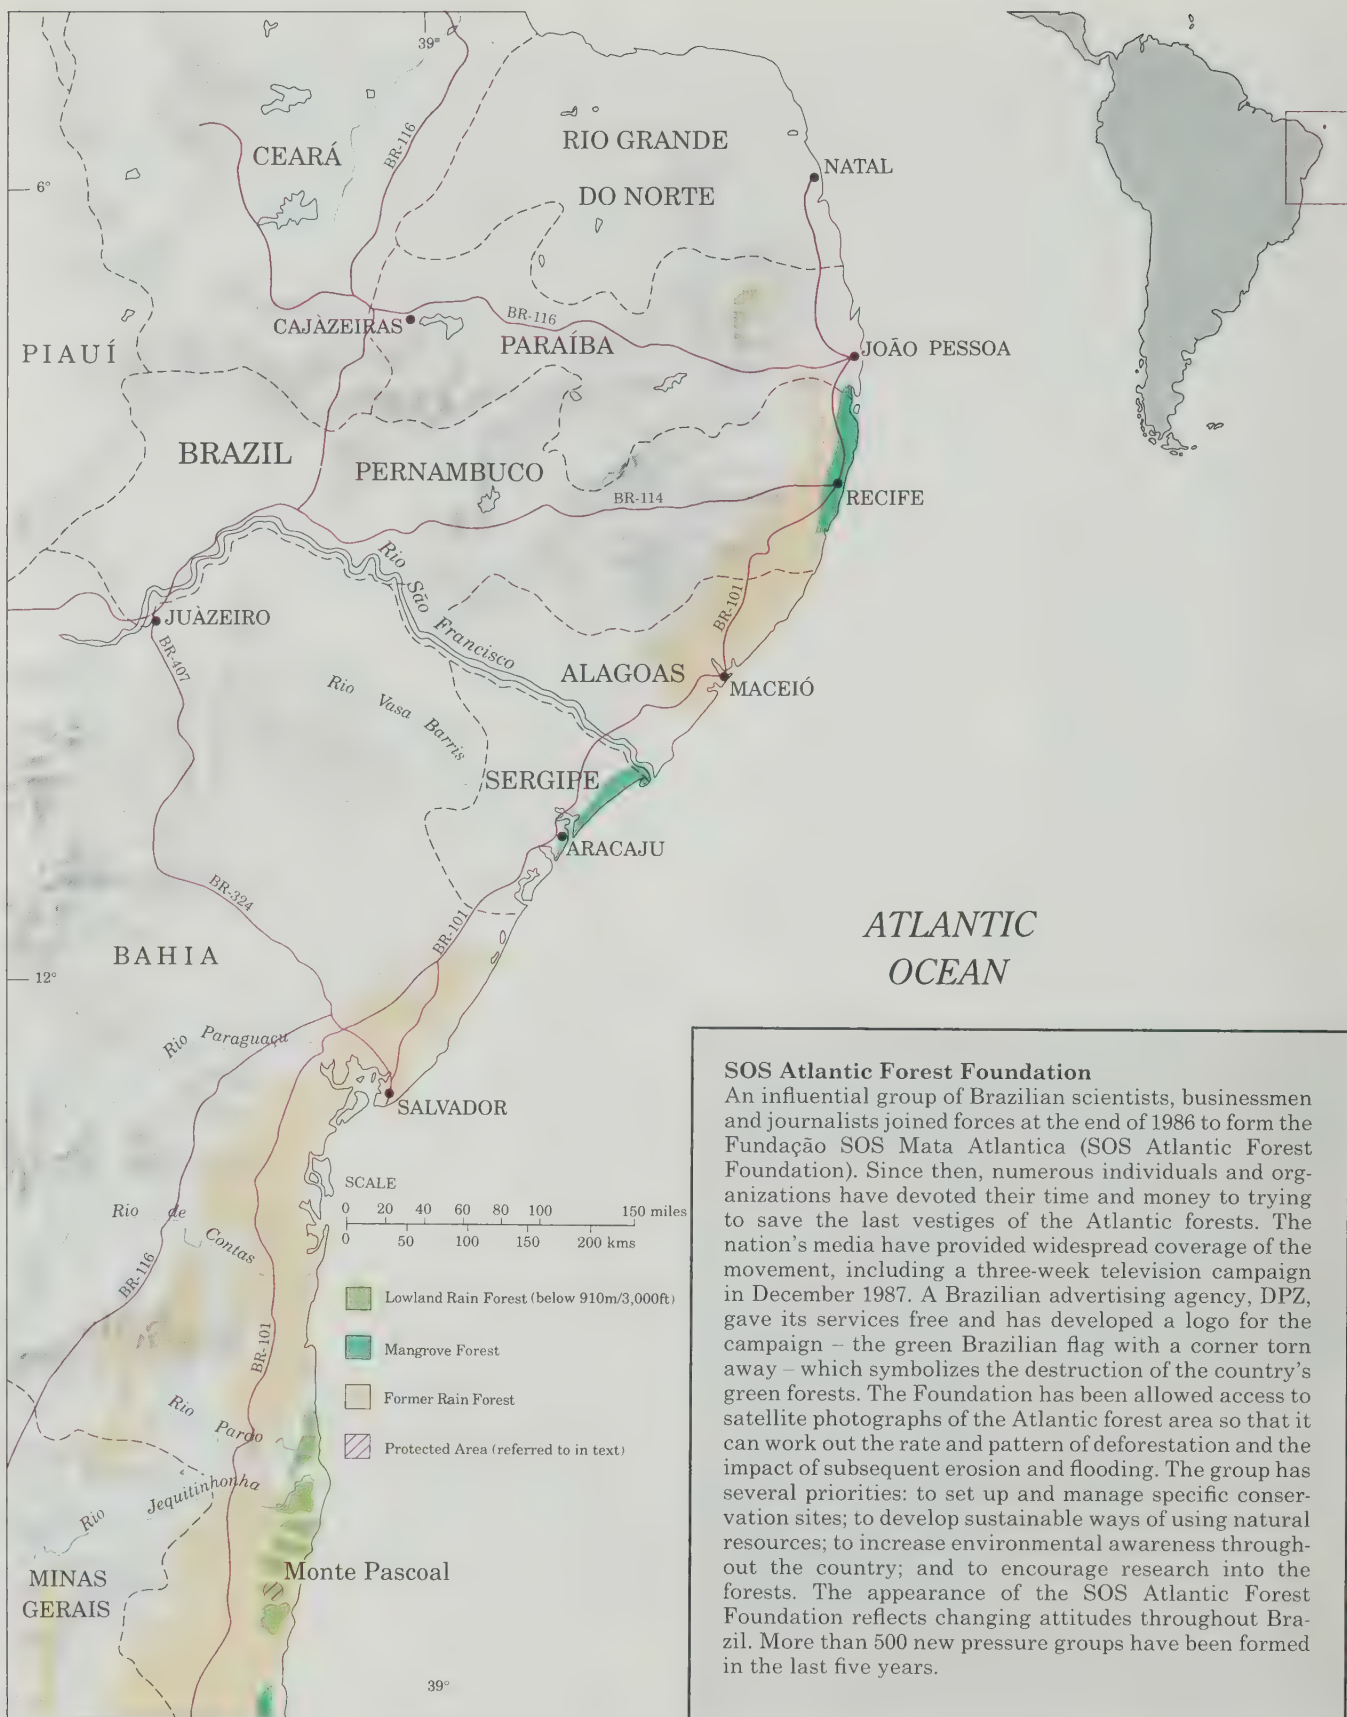 39°
CEARÁ
BR-116
RIO GRANDE
DO NORTE
NATAL
6°
CAJÀZEIRAS
BR-116
PARAÍBA
PIAUÍ
JOÃO PESSOA
BRAZIL
PERNAMBUCO
BR-114
RECIFE
Rio São Francisco
JUÀZEIRO
BR-407
BR-101
ALAGOAS
MACEIÓ
Rio Vasa Barris
SERGIPE
ARACAJU
BR-324
BR-101
BAHIA
12°
ATLANTIC
OCEAN
Rio Paraguaçu
SALVADOR
SCALE
0 20 40 60 80 100 150 miles
0 50 100 150 200 kms
Rio de Contas
BR-116
BR-101
Lowland Rain Forest (below 910m/3,000ft)
Mangrove Forest
Former Rain Forest
Protected Area (referred to in text)
Rio Pardo
Rio Jequitinhonha
Monte Pascoal
MINAS
GERAIS
39°
SOS Atlantic Forest Foundation
An influential group of Brazilian scientists, businessmen
and journalists joined forces at the end of 1986 to form the
Fundação SOS Mata Atlantica (SOS Atlantic Forest
Foundation). Since then, numerous individuals and org-
anizations have devoted their time and money to trying
to save the last vestiges of the Atlantic forests. The
nation's media have provided widespread coverage of the
movement, including a three-week television campaign
in December 1987. A Brazilian advertising agency, DPZ,
gave its services free and has developed a logo for the
campaign – the green Brazilian flag with a corner torn
away – which symbolizes the destruction of the country's
green forests. The Foundation has been allowed access to
satellite photographs of the Atlantic forest area so that it
can work out the rate and pattern of deforestation and the
impact of subsequent erosion and flooding. The group has
several priorities: to set up and manage specific conser-
vation sites; to develop sustainable ways of using natural
resources; to increase environmental awareness through-
out the country; and to encourage research into the
forests. The appearance of the SOS Atlantic Forest
Foundation reflects changing attitudes throughout Bra-
zil. More than 500 new pressure groups have been formed
in the last five years.